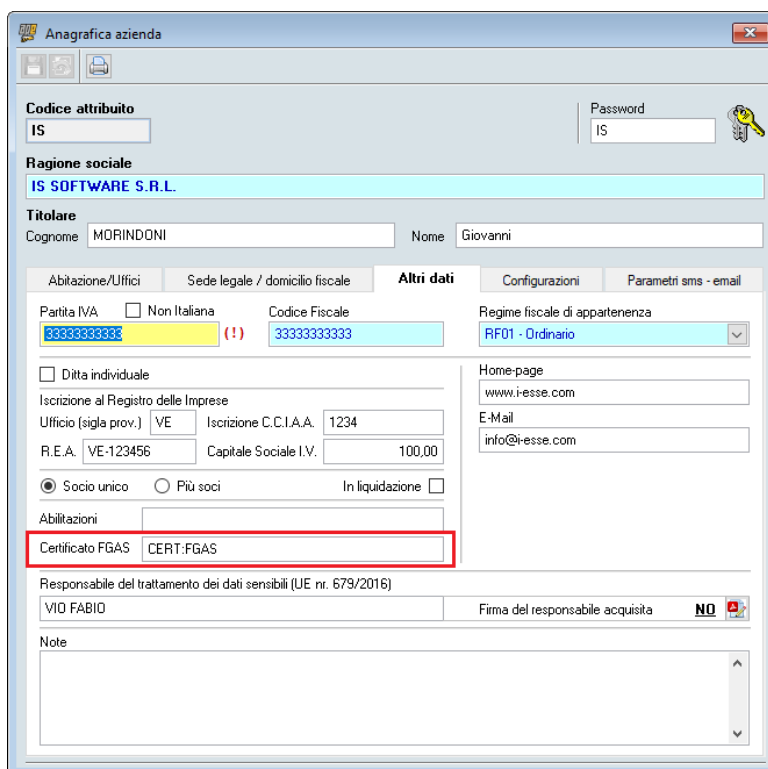 Anagrafica azienda
Codice attribuito
Password
IS
IS
Ragione sociale
IS SOFTWARE S.R.L.
Titolare
Cognome MORINDONI Nome Giovanni
Abitazione/Uffici Sede legale / domicilio fiscale Altri dati Configurazioni Parametri sms - email
Partita IVA Non Italiana Codice Fiscale Regime fiscale di appartenenza
33333333333 (!) 33333333333 RF01 - Ordinario
Ditta individuale
Home-page
www.i-esse.com
Iscrizione al Registro delle Imprese
Ufficio (sigla prov.) VE Iscrizione C.C.I.A.A. 1234
E-Mail
info@i-esse.com
R.E.A. VE-123456 Capitale Sociale I.V. 100,00
Socio unico Più soci In liquidazione
Abilitazioni
Certificato FGAS CERT:FGAS
Responsabile del trattamento dei dati sensibili (UE nr. 679/2016)
VIO FABIO Firma del responsabile acquisita NO
Note